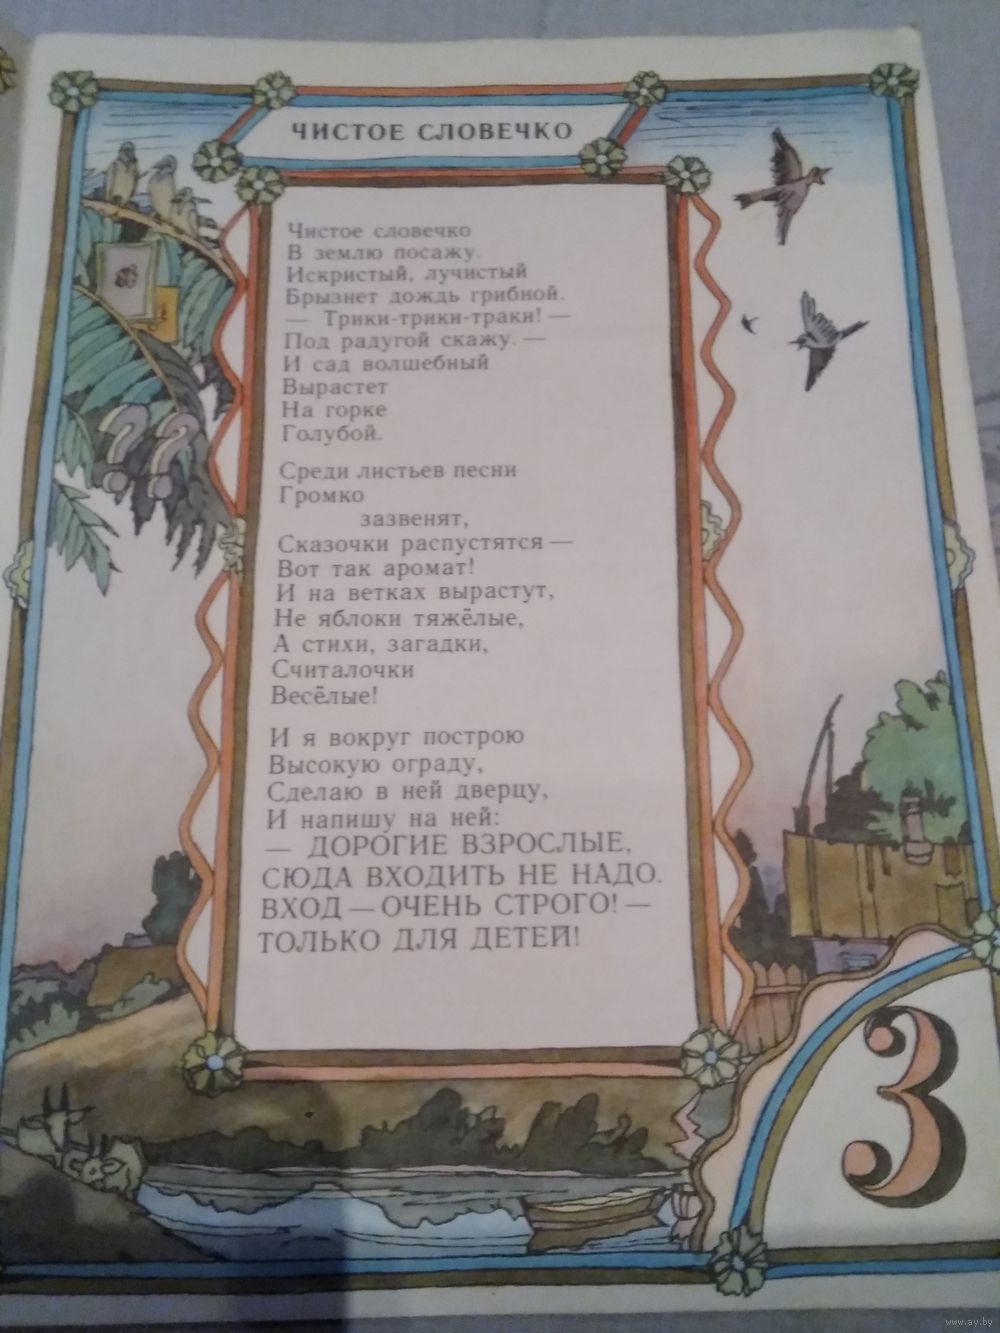 ЧИСТОЕ СЛОВЕЧКО
Чистое словечко
В землю посажу.
Искристый, лучистый
Брызнет дождь грибной.
— Трики-трики-траки! —
Под радугой скажу. —
И сад волшебный
Вырастет
На горке
Голубой.
Среди листьев песни
Громко
зазвенят,
Сказочки распустятся —
Вот так аромат!
И на ветках вырастут,
Не яблоки тяжёлые,
А стихи, загадки,
Считалочки
Весёлые!
И я вокруг построю
Высокую ограду,
Сделаю в ней дверцу,
И напишу на ней:
— ДОРОГИЕ ВЗРОСЛЫЕ,
СЮДА ВХОДИТЬ НЕ НАДО.
ВХОД — ОЧЕНЬ СТРОГО! —
ТОЛЬКО ДЛЯ ДЕТЕЙ!
??
3
www.ay.by